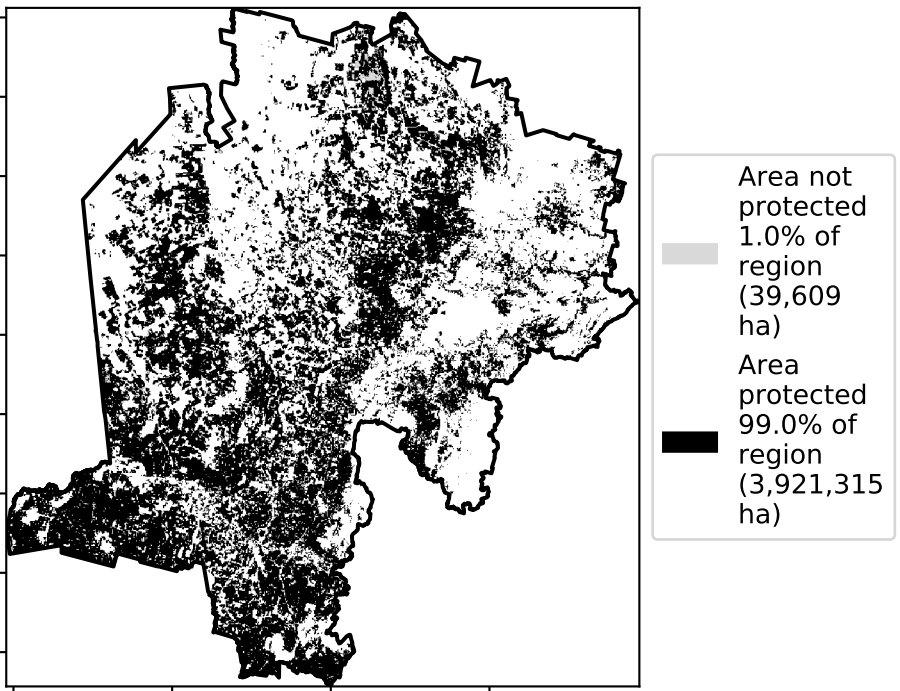 Area not
protected
1.0% of
region
(39,609
ha)
Area
protected
99.0% of
region
(3,921,315
ha)